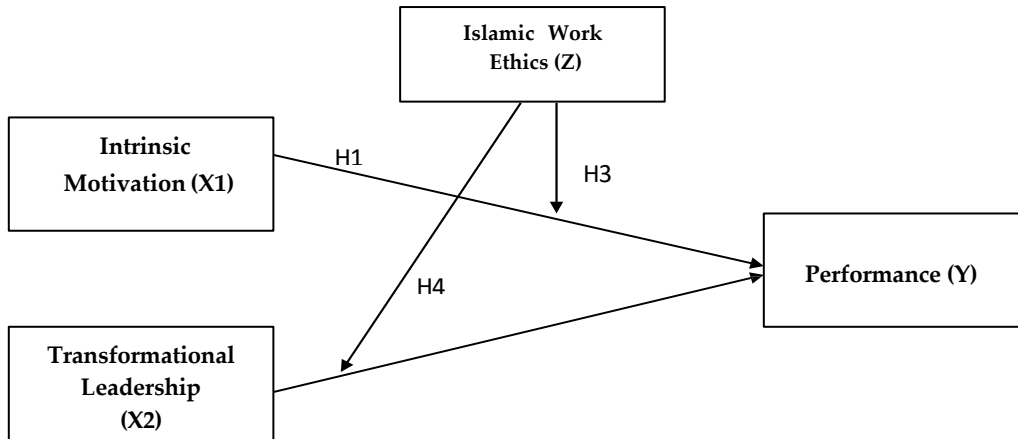 Islamic Work
Ethics (Z)
Intrinsic
Motivation (X1)
H1
H3
Performance (Y)
H4
Transformational
Leadership
(X2)